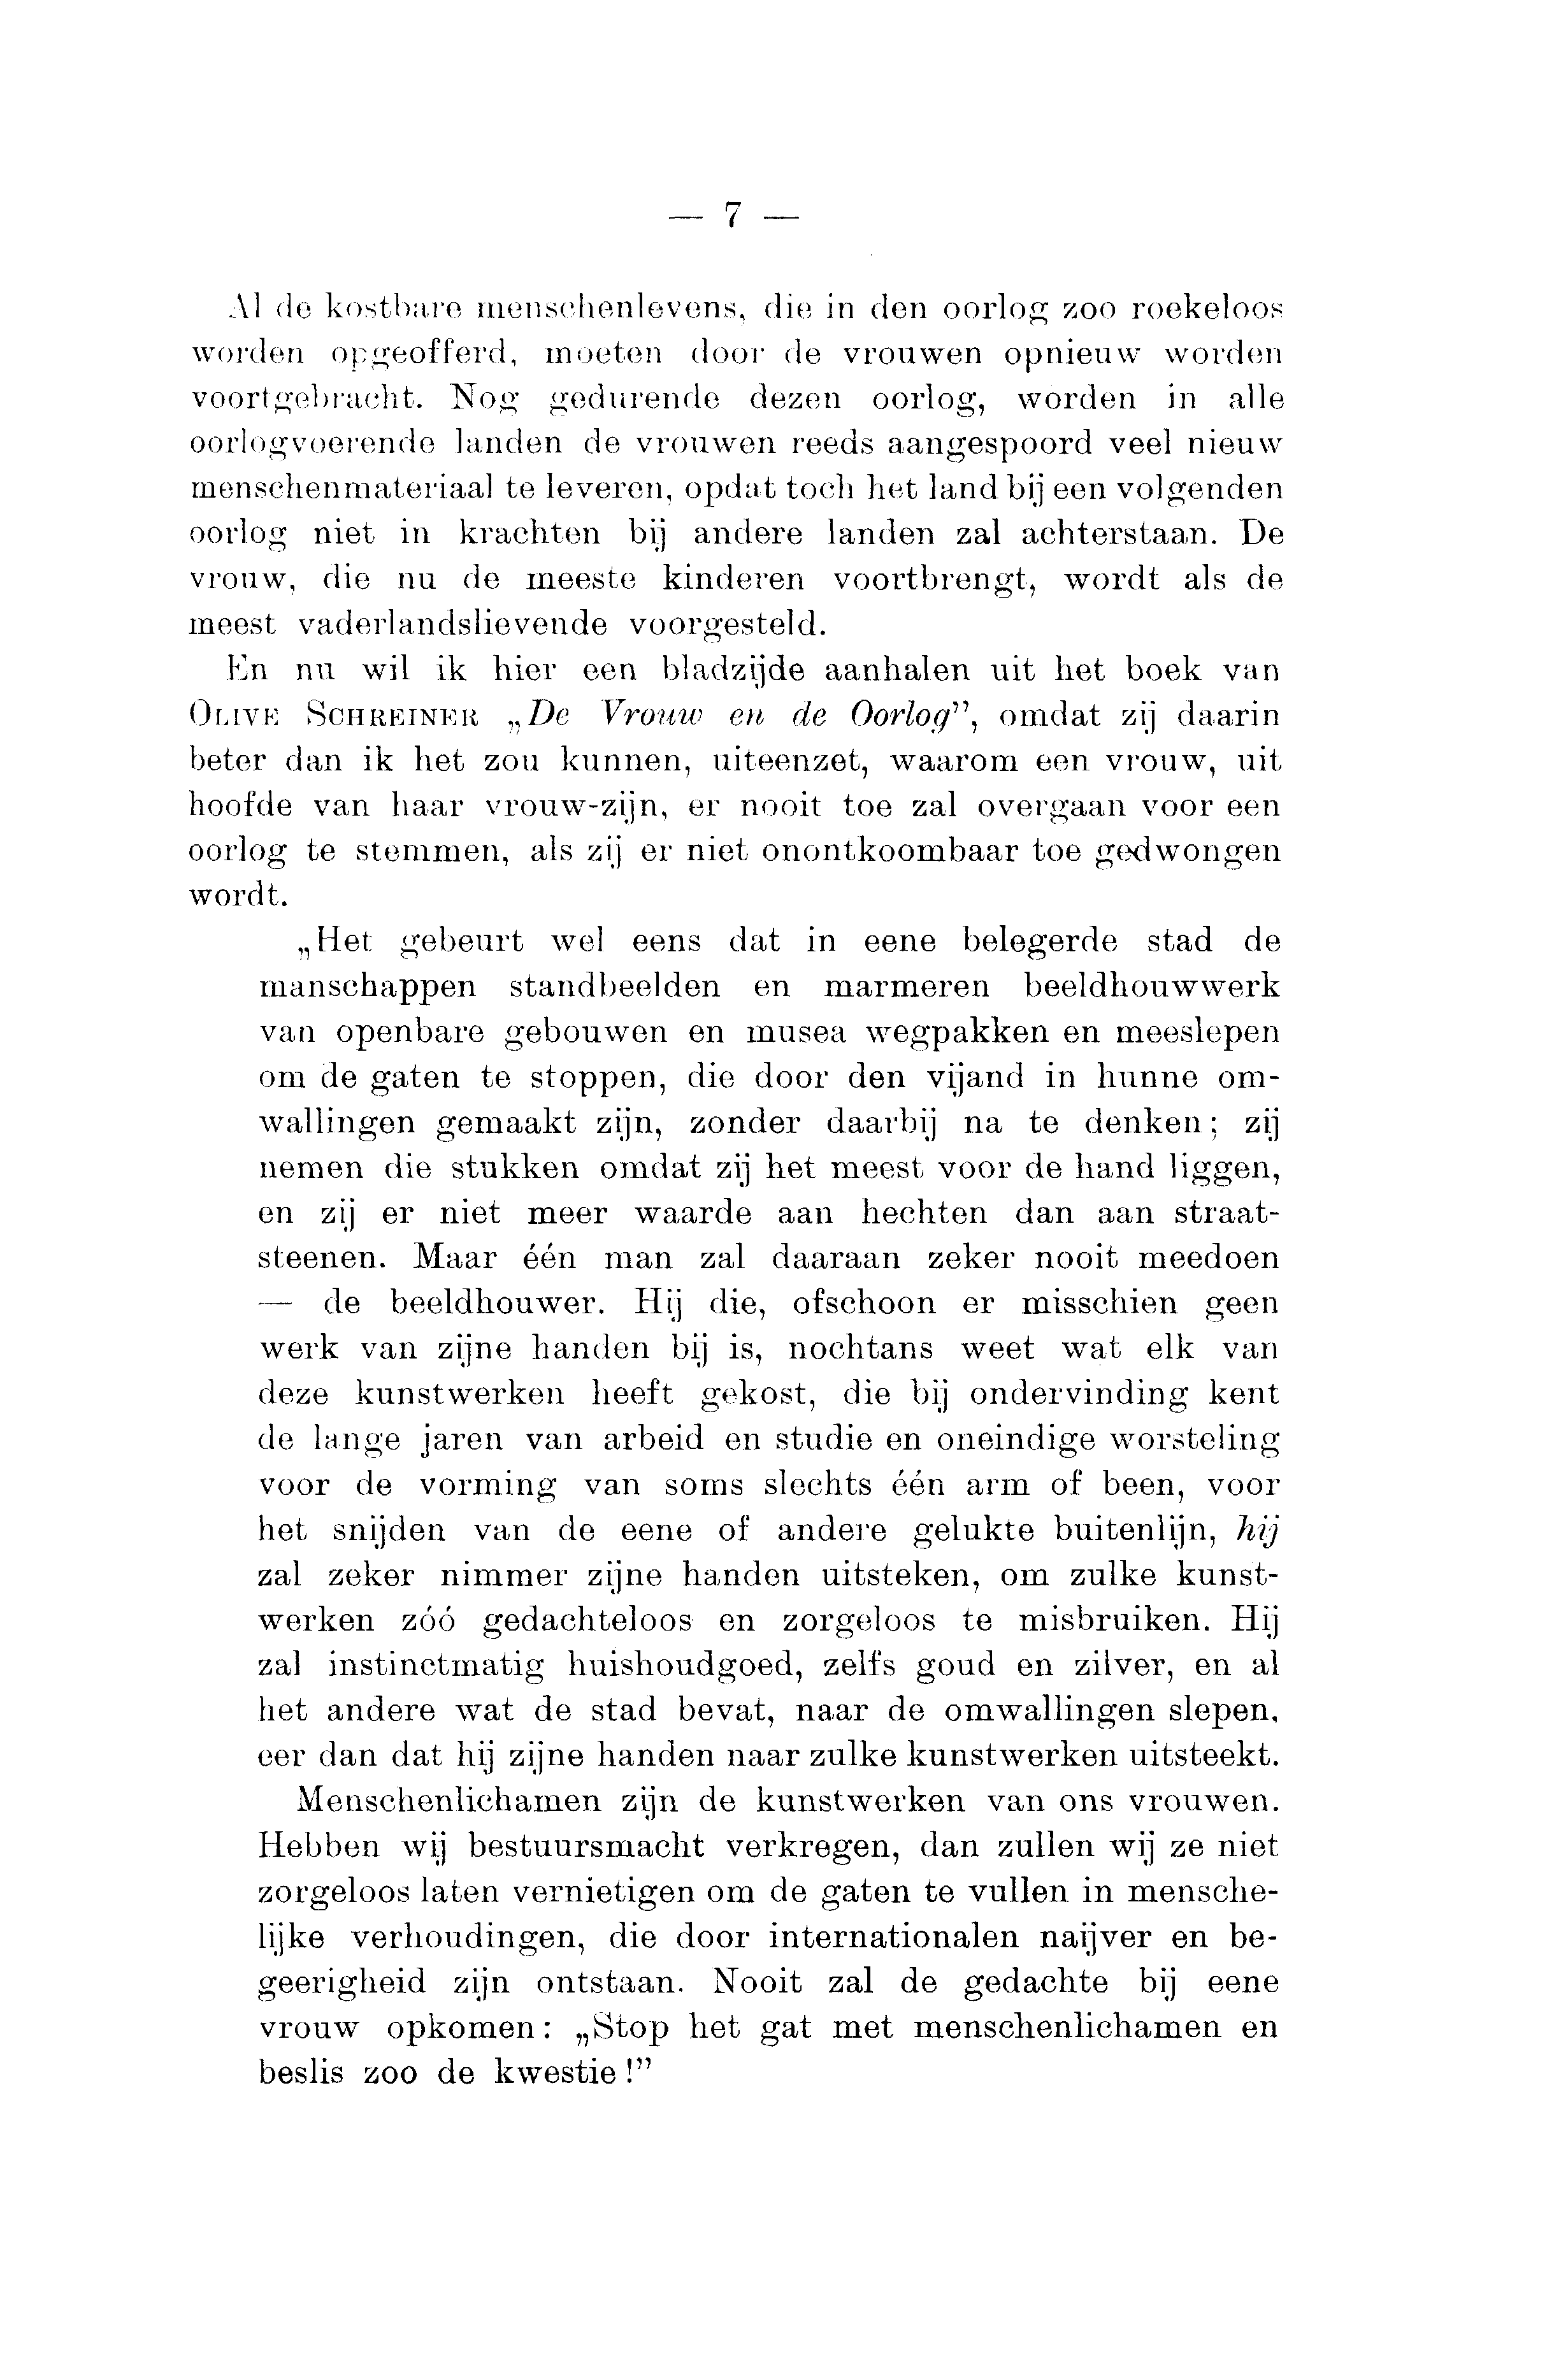 — 7 —
Al de kostbare menschenlevens, die in den oorlog zoo roekeloos
worden opgeofferd, moeten door de vrouwen opnieuw worden
voortgebracht. Nog gedurende dezen oorlog, worden in alle
oorlogvoerende landen de vrouwen reeds aangespoord veel nieuw
menschenmateriaal te leveren, opdat toch het land bij een volgenden
oorlog niet in krachten bij andere landen zal achterstaan. De
vrouw, die nu de meeste kinderen voortbrengt, wordt als de
meest vaderlandslievende voorgesteld.
En nu wil ik hier een bladzijde aanhalen uit het boek van
OLIVE SCHREINER „De Vrouw en de Oorlog”, omdat zij daarin
beter dan ik het zou kunnen, uiteenzet, waarom een vrouw, uit
hoofde van haar vrouw-zijn, er nooit toe zal overgaan voor een
oorlog te stemmen, als zij er niet onontkoombaar toe gedwongen
wordt.
„Het gebeurt wel eens dat in eene belegerde stad de
manschappen standbeelden en marmeren beeldhouwwerk
van openbare gebouwen en musea wegpakken en meeslepen
om de gaten te stoppen, die door den vijand in hunne om-
wallingen gemaakt zijn, zonder daarbij na te denken; zij
nemen die stukken omdat zij het meest voor de hand liggen,
en zij er niet meer waarde aan hechten dan aan straat-
steenen. Maar één man zal daaraan zeker nooit meedoen
— de beeldhouwer. Hij die, ofschoon er misschien geen
werk van zijne handen bij is, nochtans weet wat elk van
deze kunstwerken heeft gekost, die bij ondervinding kent
de lange jaren van arbeid en studie en oneindige worsteling
voor de vorming van soms slechts één arm of been, voor
het snijden van de eene of andere gelukte buitenlijn, hij
zal zeker nimmer zijne handen uitsteken, om zulke kunst-
werken zóó gedachteloos en zorgeloos te misbruiken. Hij
zal instinctmatig huishoudgoed, zelfs goud en zilver, en al
het andere wat de stad bevat, naar de omwallingen slepen,
eer dan dat hij zijne handen naar zulke kunstwerken uitsteekt.
Menschenlichamen zijn de kunstwerken van ons vrouwen.
Hebben wij bestuursmacht verkregen, dan zullen wij ze niet
zorgeloos laten vernietigen om de gaten te vullen in mensche-
lijke verhoudingen, die door internationalen naijver en be-
geerigheid zijn ontstaan. Nooit zal de gedachte bij eene
vrouw opkomen: „Stop het gat met menschenlichamen en
beslis zoo de kwestie!”